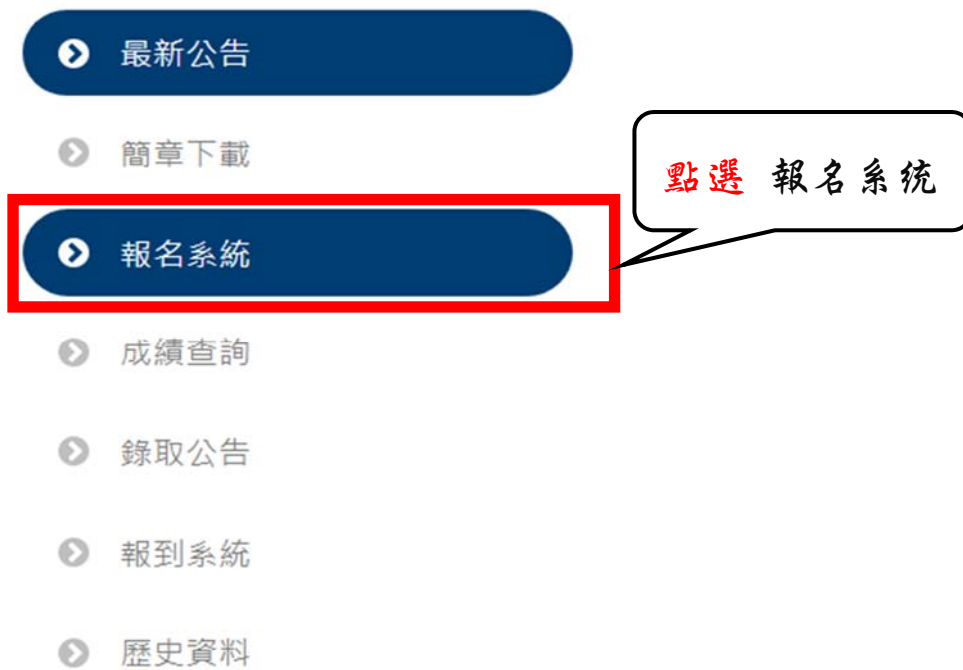 最新公告
簡章下載
點選 報名系統
報名系統
成績查詢
錄取公告
報到系統
歷史資料